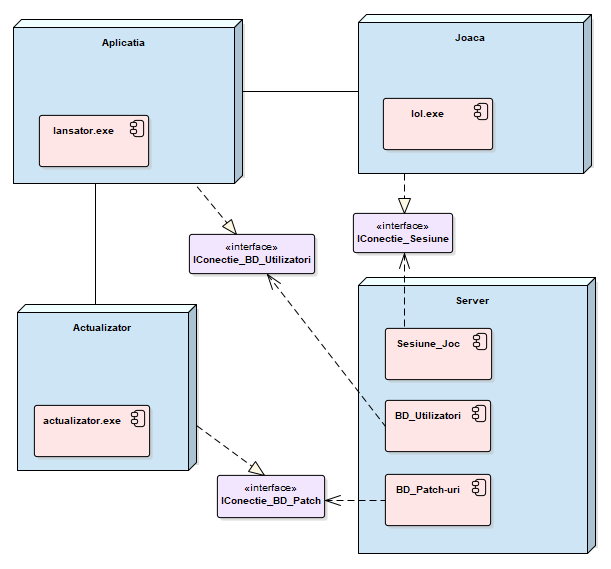 Aplicatia
lansator.exe
Joaca
lol.exe
«interface»
IConectie_Sesiune
«interface»
IConectie_BD_Utilizatori
Server
Sesiune_Joc
BD_Utilizatori
BD_Patch-uri
Actualizator
actualizator.exe
«interface»
IConectie_BD_Patch